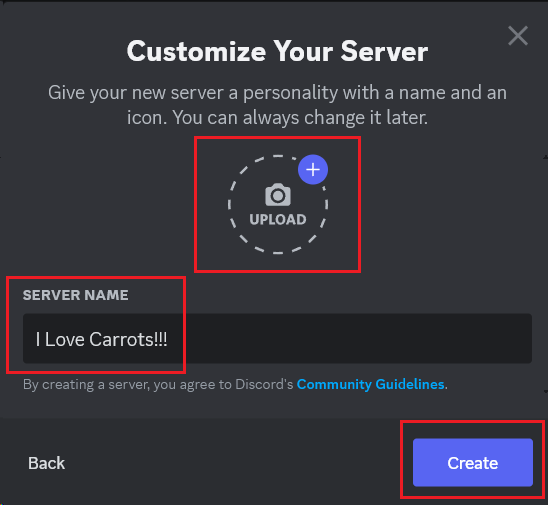 Customize Your Server
Give your new server a personality with a name and an
icon. You can always change it later.
UPLOAD
SERVER NAME
I Love Carrots!!!
By creating a server, you agree to Discord's Community Guidelines.
Back
Create